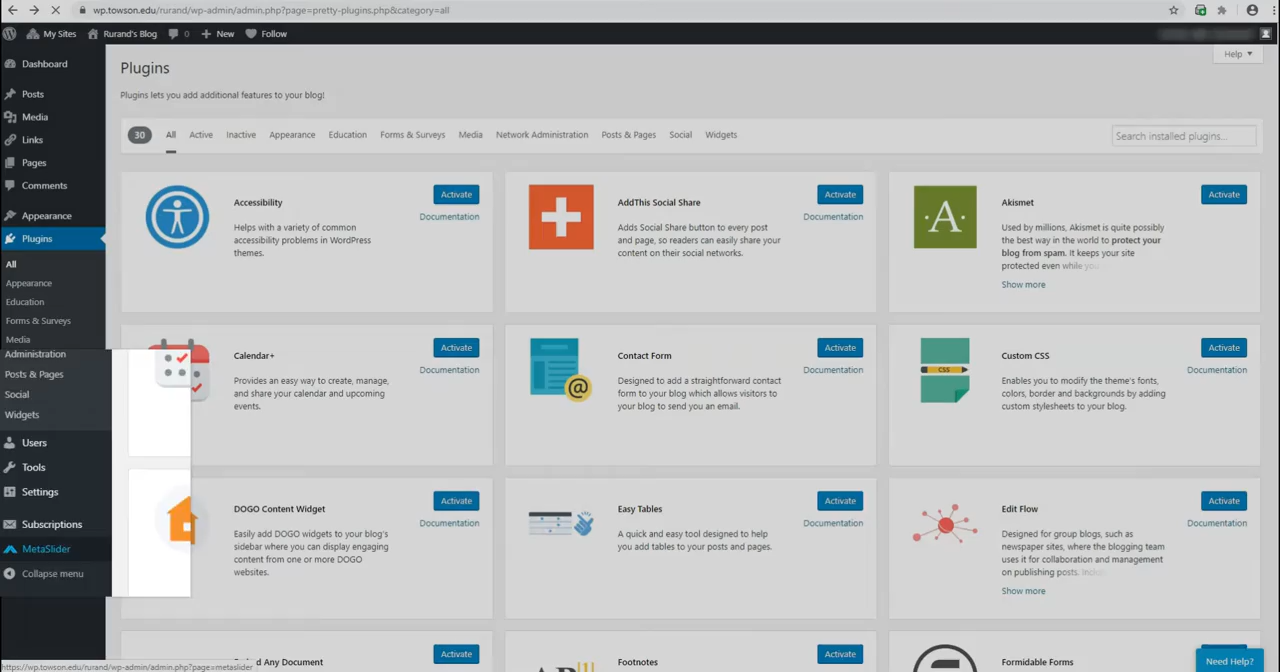 wp.towson.edu/rurand/wp-admin/admin.php?page=pretty-plugins.php&category=all
My Sites
Rurand's Blog
0
New
Follow
Help
Dashboard
Posts
Media
Links
Pages
Comments
Appearance
Plugins
All
Appearance
Education
Forms & Surveys
Media
Administration
Posts & Pages
Social
Widgets
Users
Tools
Settings
Subscriptions
MetaSlider
Collapse menu
Plugins
Plugins lets you add additional features to your blog!
30
All
Active
Inactive
Appearance
Education
Forms & Surveys
Media
Network Administration
Posts & Pages
Social
Widgets
Search installed plugins...
Accessibility
Activate
Documentation
Helps with a variety of common
accessibility problems in WordPress
themes.
AddThis Social Share
Activate
Documentation
Adds Social Share button to every post
and page, so readers can easily share your
content on their social networks.
·A·
Akismet
Activate
Used by millions, Akismet is quite possibly
the best way in the world to protect your
blog from spam. It keeps your site
protected even while you
Show more
Calendar+
Activate
Documentation
Provides an easy way to create, manage,
and share your calendar and upcoming
events.
@
Contact Form
Activate
Documentation
Designed to add a straightforward contact
form to your blog which allows visitors to
your blog to send you an email.
CSS
Custom CSS
Activate
Documentation
Enables you to modify the theme's fonts,
colors, border and backgrounds by adding
custom stylesheets to your blog.
DOGO Content Widget
Activate
Documentation
Easily add DOGO widgets to your blog's
sidebar where you can display engaging
content from one or more DOGO
websites.
Easy Tables
Activate
Documentation
A quick and easy tool designed to help
you add tables to your posts and pages.
Edit Flow
Activate
Documentation
Designed for group blogs, such as
newspaper sites, where the blogging team
uses it for collaboration and management
on publishing posts.
Show more
Any Document
Activate
Footnotes
Activate
Formidable Forms
Need Help?
https://wp.towson.edu/rurand/wp-admin/admin.php?page=metaslider